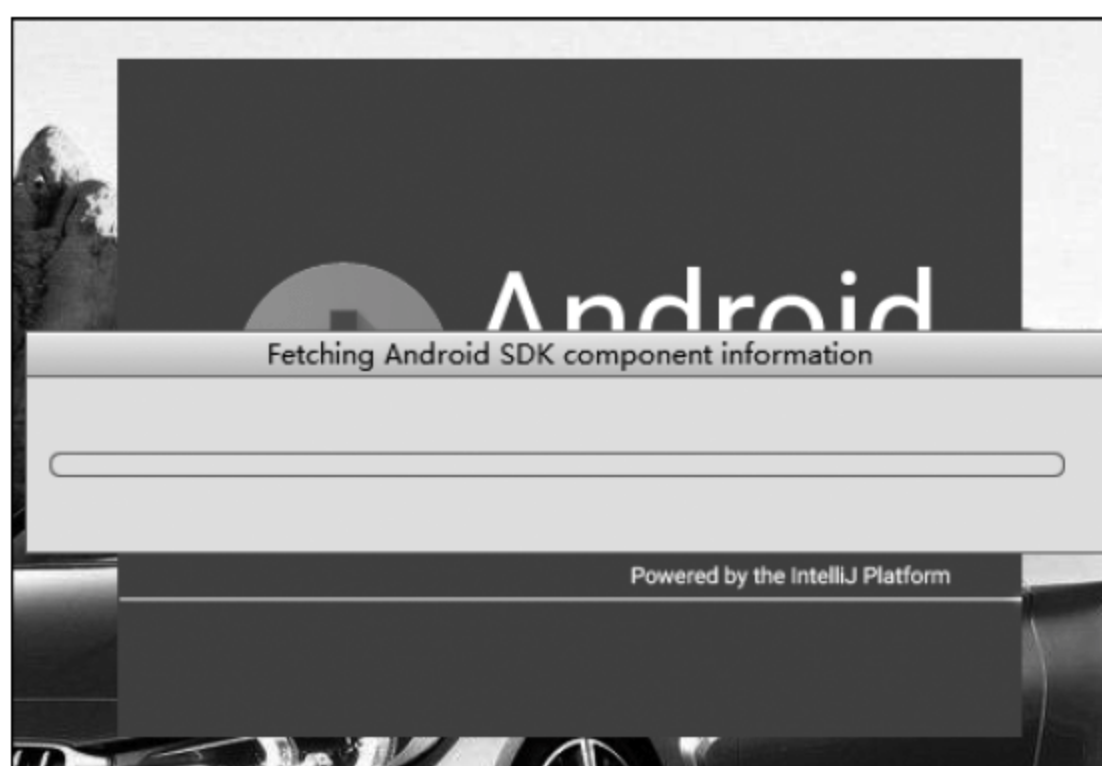 Android
Fetching Android SDK component information
Powered by the IntelliJ Platform